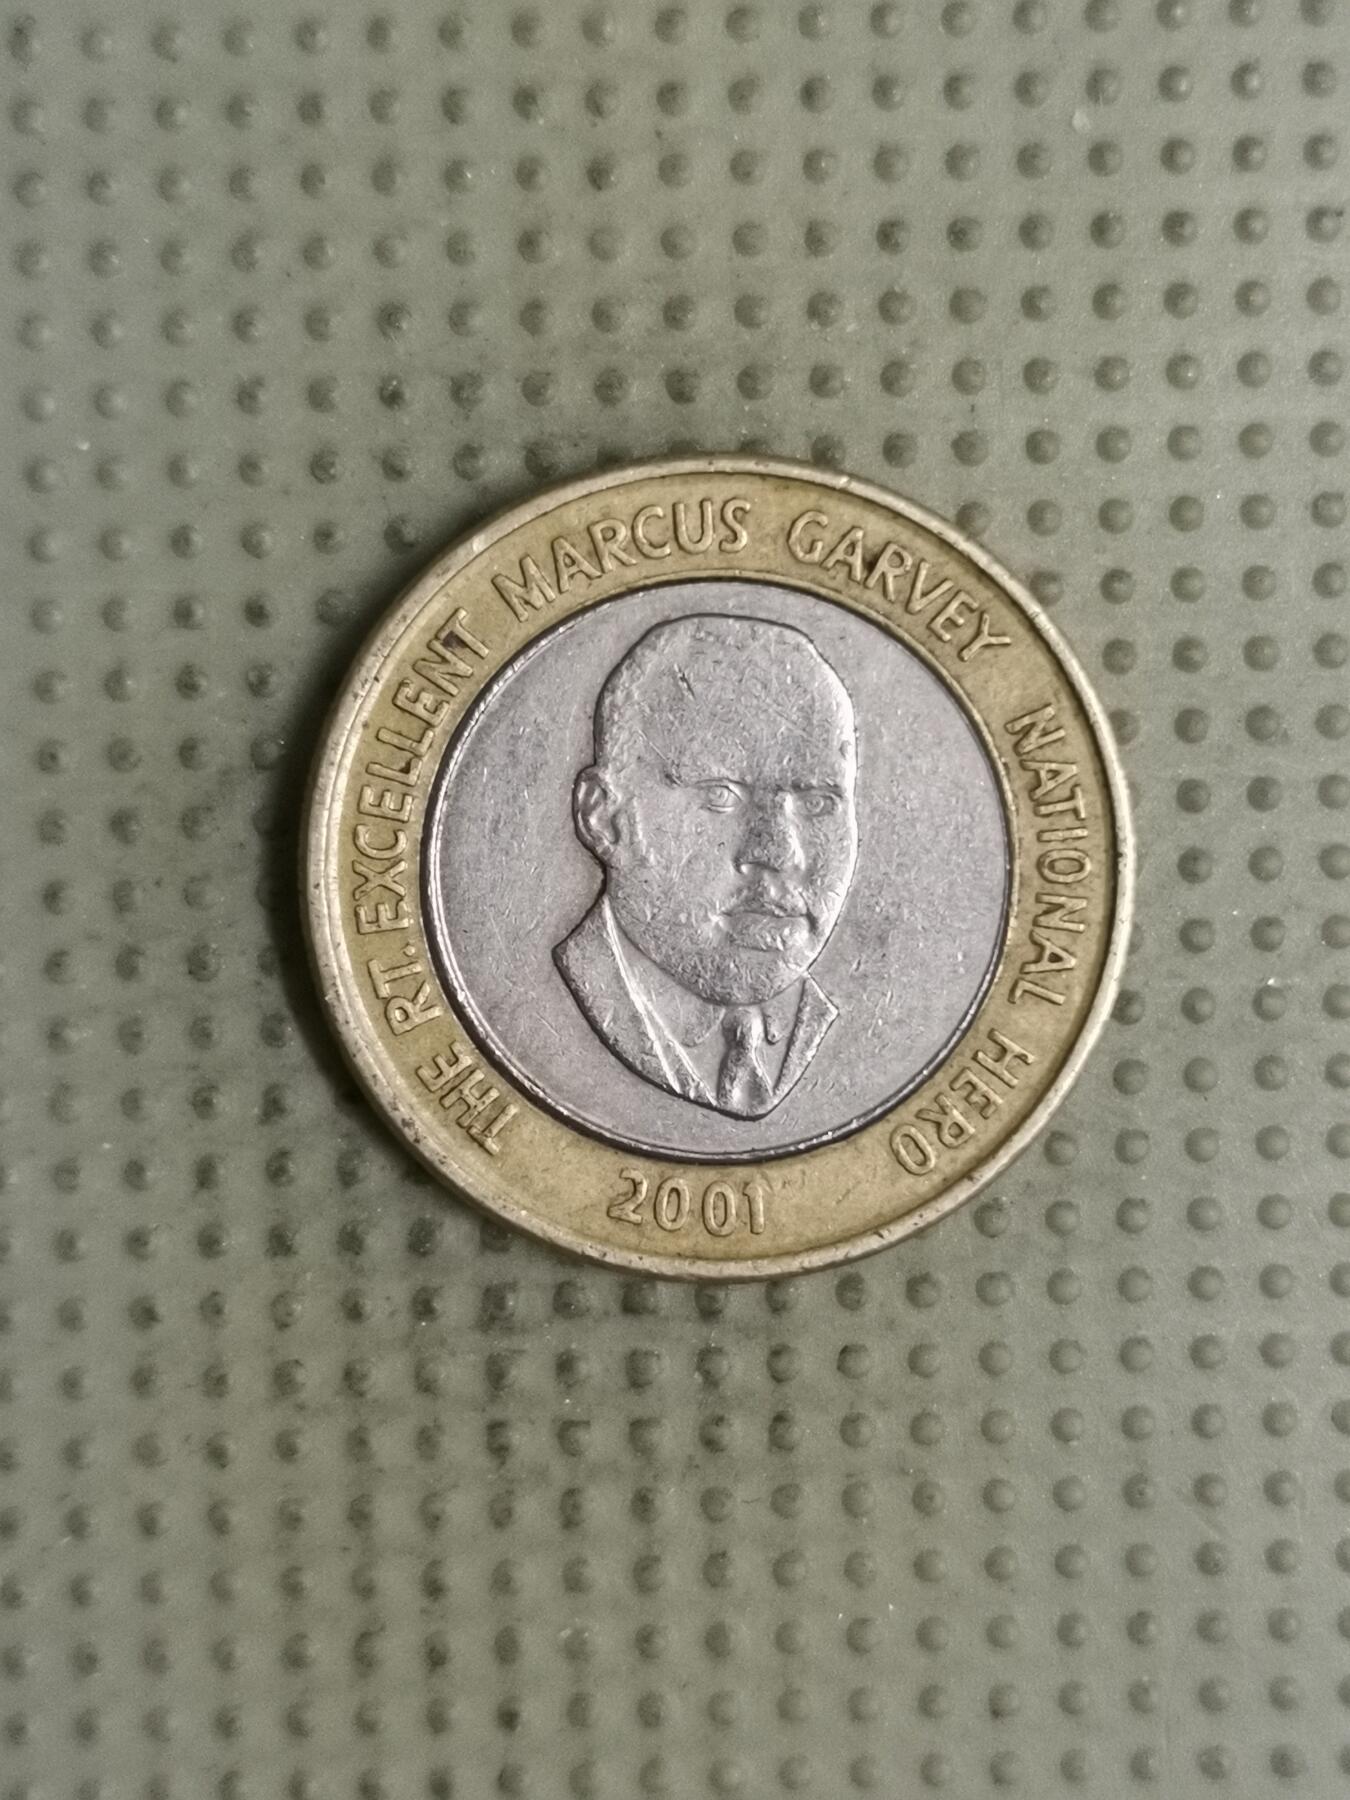 THE RT. EXCELLENT MARCUS GARVEY NATIONAL HERO
2001